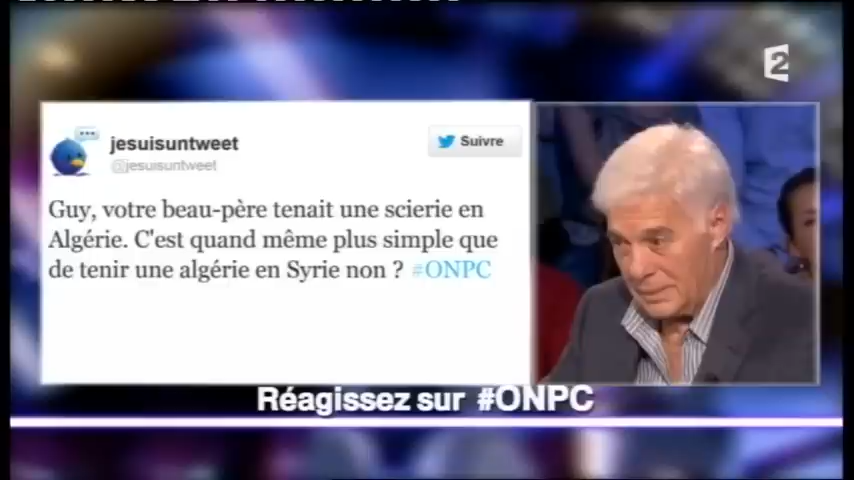 2
jesuisuntweet
@jesuisuntweet
Suivre
Guy, votre beau-père tenait une scierie en
Algérie. C'est quand même plus simple que
de tenir une algérie en Syrie non ? #ONPC
Réagissez sur #ONPC